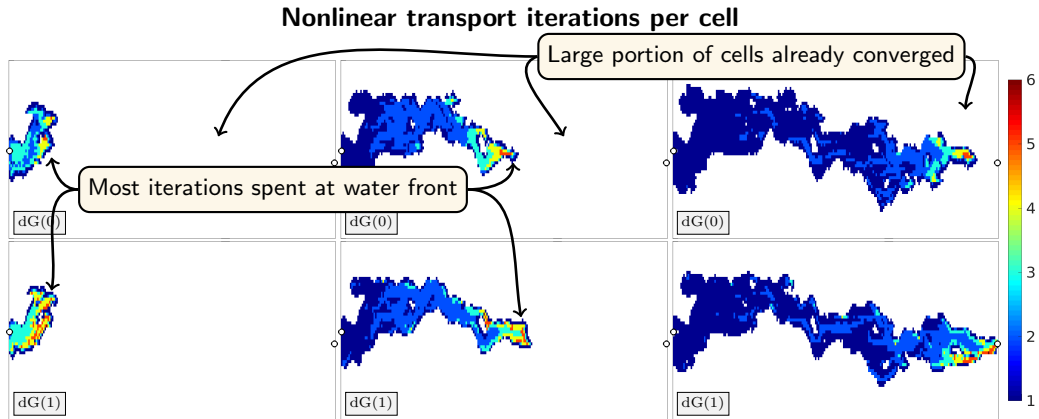 Nonlinear transport iterations per cell
Large portion of cells already converged
Most iterations spent at water front
dG(0)
dG(0)
dG(0)
dG(1)
dG(1)
dG(1)
6
5
4
3
2
1